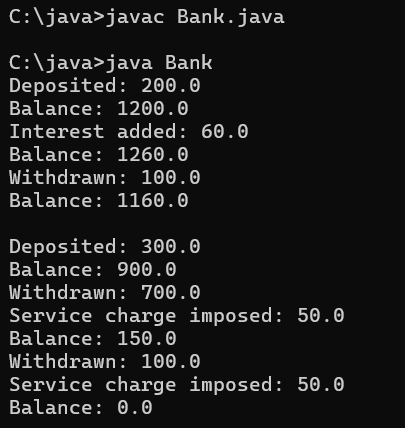 C:\java>javac Bank.java
C:\java>java Bank
Deposited: 200.0
Balance: 1200.0
Interest added: 60.0
Balance: 1260.0
Withdrawn: 100.0
Balance: 1160.0
Deposited: 300.0
Balance: 900.0
Withdrawn: 700.0
Service charge imposed: 50.0
Balance: 150.0
Withdrawn: 100.0
Service charge imposed: 50.0
Balance: 0.0